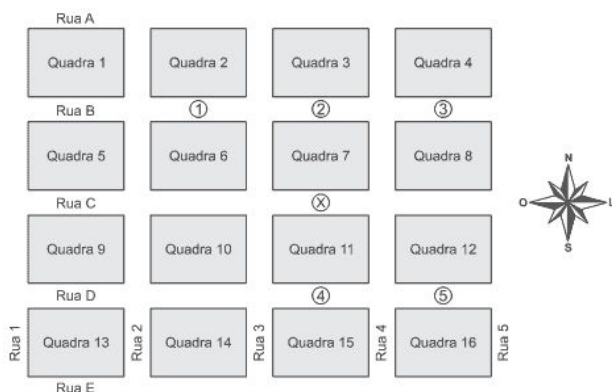 Rua A
Quadra 1 Quadra 2 Quadra 3 Quadra 4
Rua B 1 2 3
Quadra 5 Quadra 6 Quadra 7 Quadra 8
N
O L
S
Rua C X
Quadra 9 Quadra 10 Quadra 11 Quadra 12
Rua D 4 5
Rua 1 Quadra 13 Rua 2 Quadra 14 Rua 3 Quadra 15 Rua 4 Quadra 16 Rua 5
Rua E